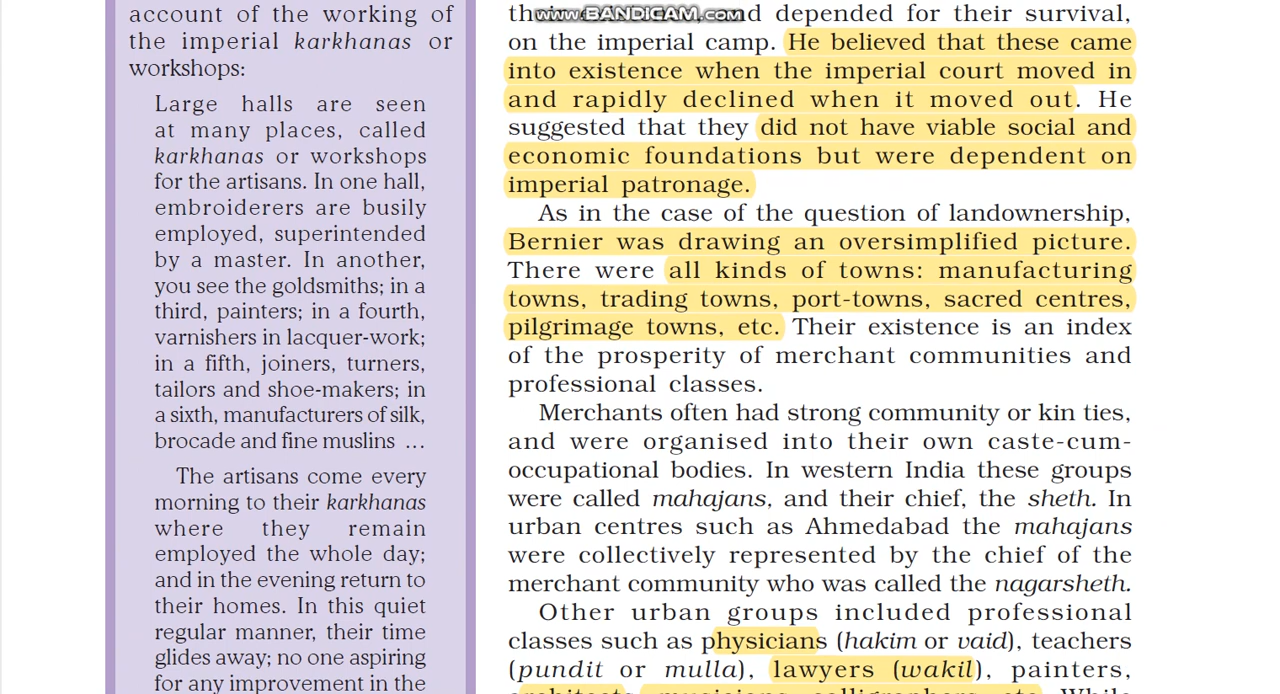 account of the working of
the imperial karkhanas or
workshops:
Large halls are seen
at many places, called
karkhanas or workshops
for the artisans. In one hall,
embroiderers are busily
employed, superintended
by a master. In another,
you see the goldsmiths; in a
third, painters; in a fourth,
varnishers in lacquer-work;
in a fifth, joiners, turners,
tailors and shoe-makers; in
a sixth, manufacturers of silk,
brocade and fine muslins …
The artisans come every
morning to their karkhanas
where they remain
employed the whole day;
and in the evening return to
their homes. In this quiet
regular manner, their time
glides away; no one aspiring
for any improvement in the
www.BANDICAM.com
their and depended for their survival,
on the imperial camp. He believed that these came
into existence when the imperial court moved in
and rapidly declined when it moved out. He
suggested that they did not have viable social and
economic foundations but were dependent on
imperial patronage.
As in the case of the question of landownership,
Bernier was drawing an oversimplified picture.
There were all kinds of towns: manufacturing
towns, trading towns, port-towns, sacred centres,
pilgrimage towns, etc. Their existence is an index
of the prosperity of merchant communities and
professional classes.
Merchants often had strong community or kin ties,
and were organised into their own caste-cum-
occupational bodies. In western India these groups
were called mahajans, and their chief, the sheth. In
urban centres such as Ahmedabad the mahajans
were collectively represented by the chief of the
merchant community who was called the nagarsheth.
Other urban groups included professional
classes such as physicians (hakim or vaid), teachers
(pundit or mulla), lawyers (wakil), painters,
architects, musicians, calligraphers, etc. While